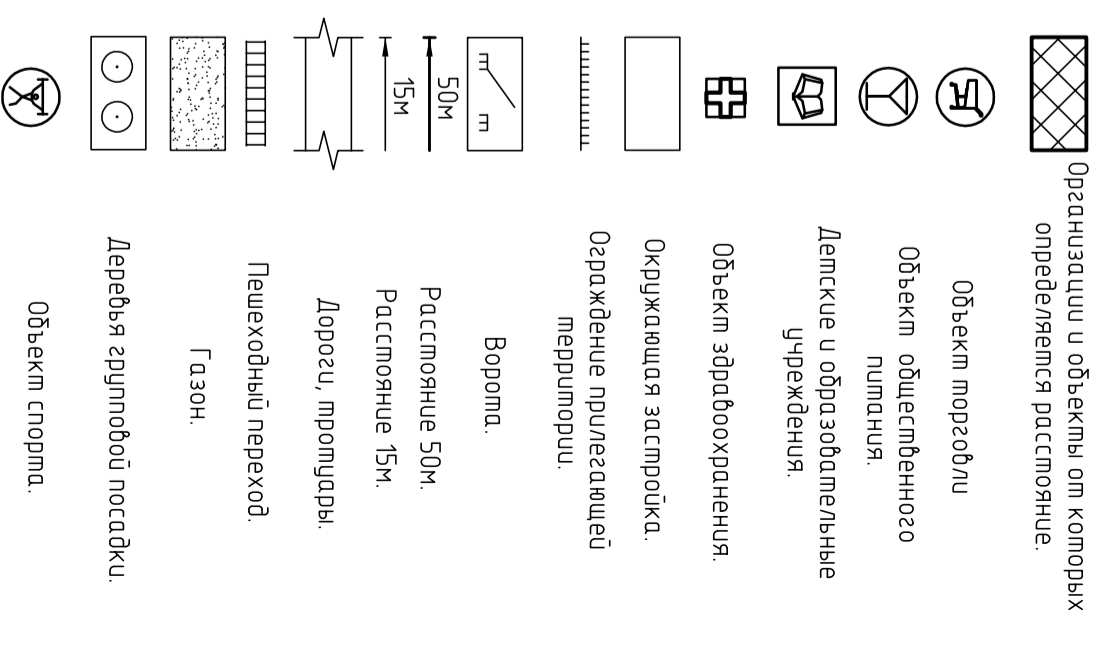 Организации и объекты от которых
определяется расстояние.
Объект торговли
Объект общественного
питания.
Детские и образовательные
учреждения.
Объект здравоохранения.
Окружающая застройка.
Ограждение прилегающей
территории.
Ворота.
50м
Расстояние 50м.
15м
Расстояние 15м.
Дороги, тротуары.
Пешеходный переход.
Газон.
Деревья групповой посадки.
Объект спорта.